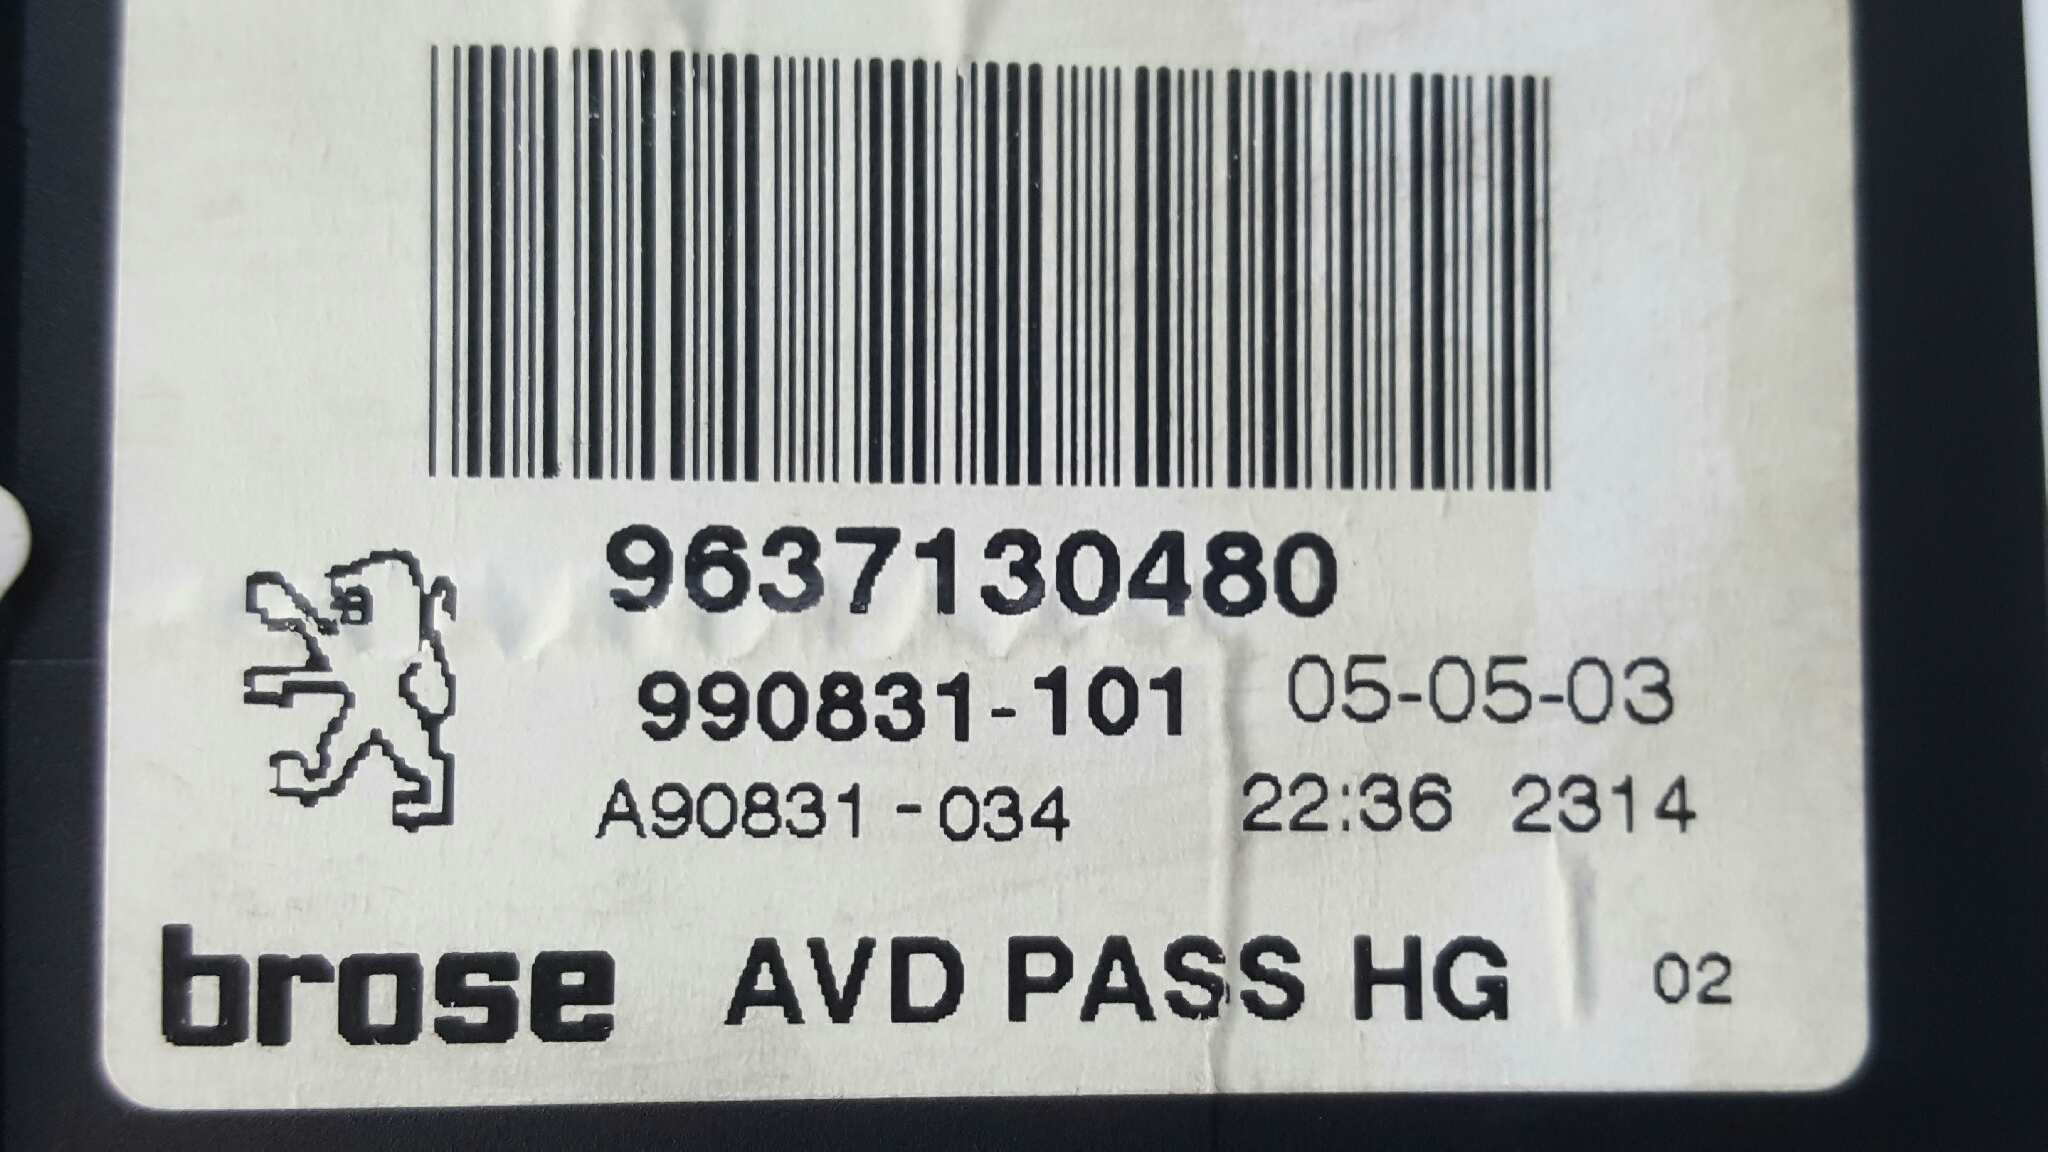 9637130480
990831-101 05-05-03
A90831-034 22:36 2314
brose AVD PASS HG 02